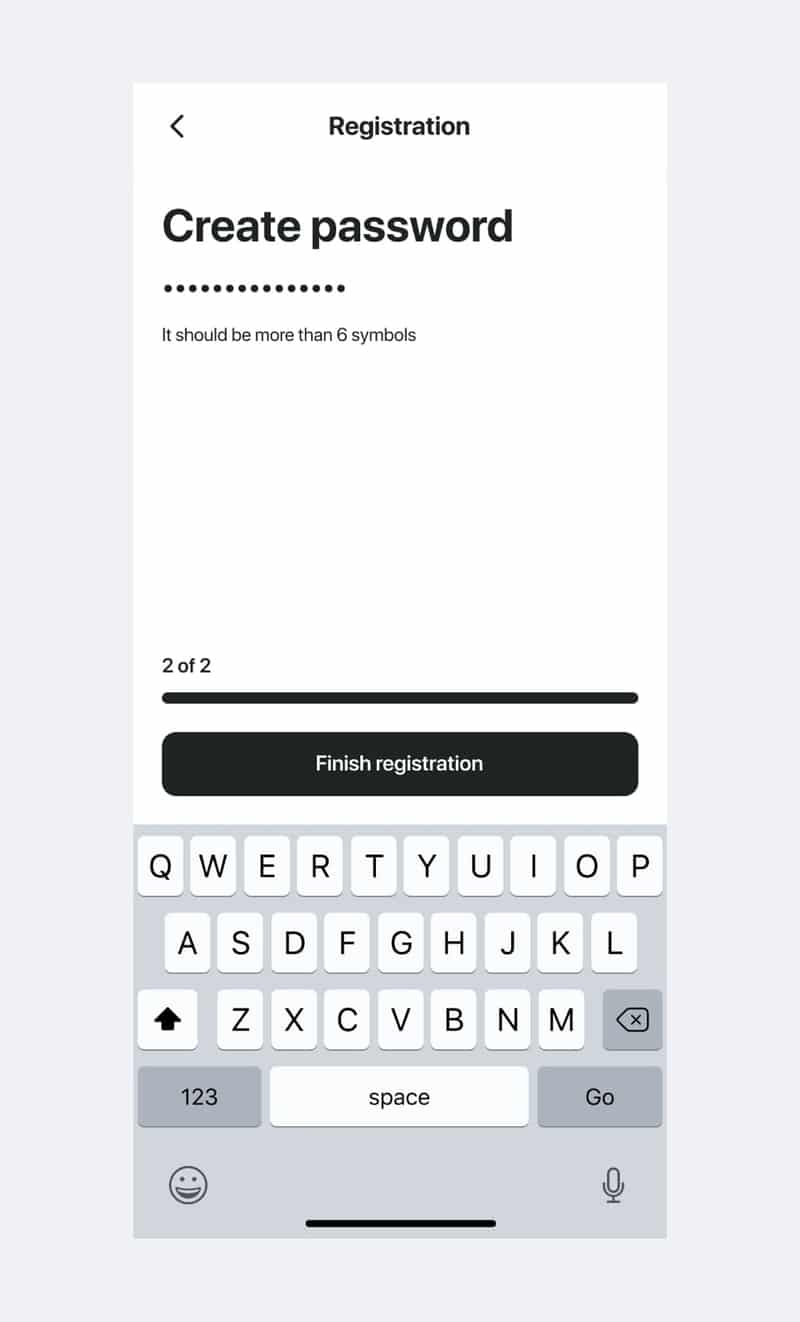 Registration
Create password
•••••••••••••••
It should be more than 6 symbols
2 of 2
Finish registration
Q W E R T Y U I O P
A S D F G H J K L
Z X C V B N M
123 space Go